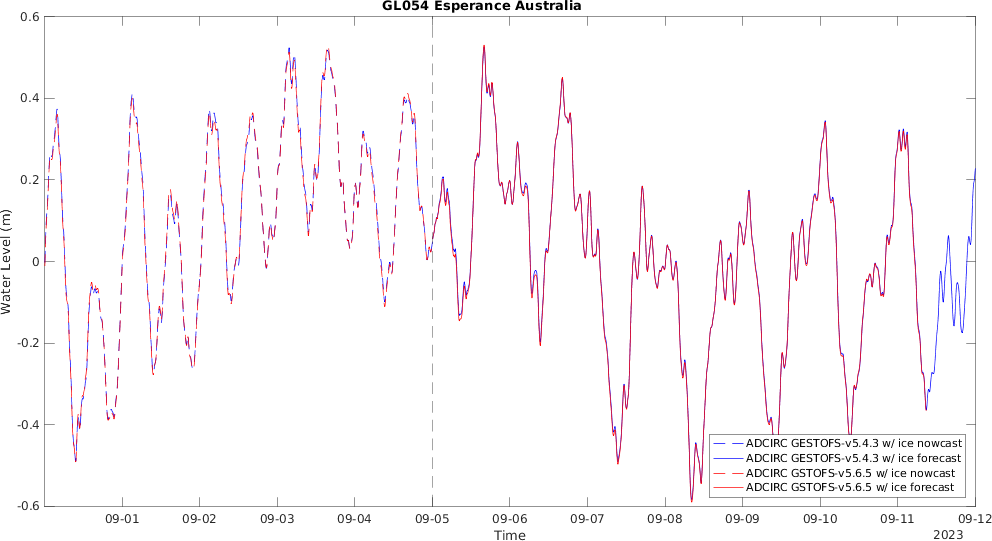 GL054 Esperance Australia
0.6
0.4
0.2
0
-0.2
-0.4
-0.6
Water Level (m)
ADCIRC GESTOFS-v5.4.3 w/ ice nowcast
ADCIRC GESTOFS-v5.4.3 w/ ice forecast
ADCIRC GSTOFS-v5.6.5 w/ ice nowcast
ADCIRC GSTOFS-v5.6.5 w/ ice forecast
09-01 09-02 09-03 09-04 09-05 09-06 09-07 09-08 09-09 09-10 09-11 09-12
Time
2023